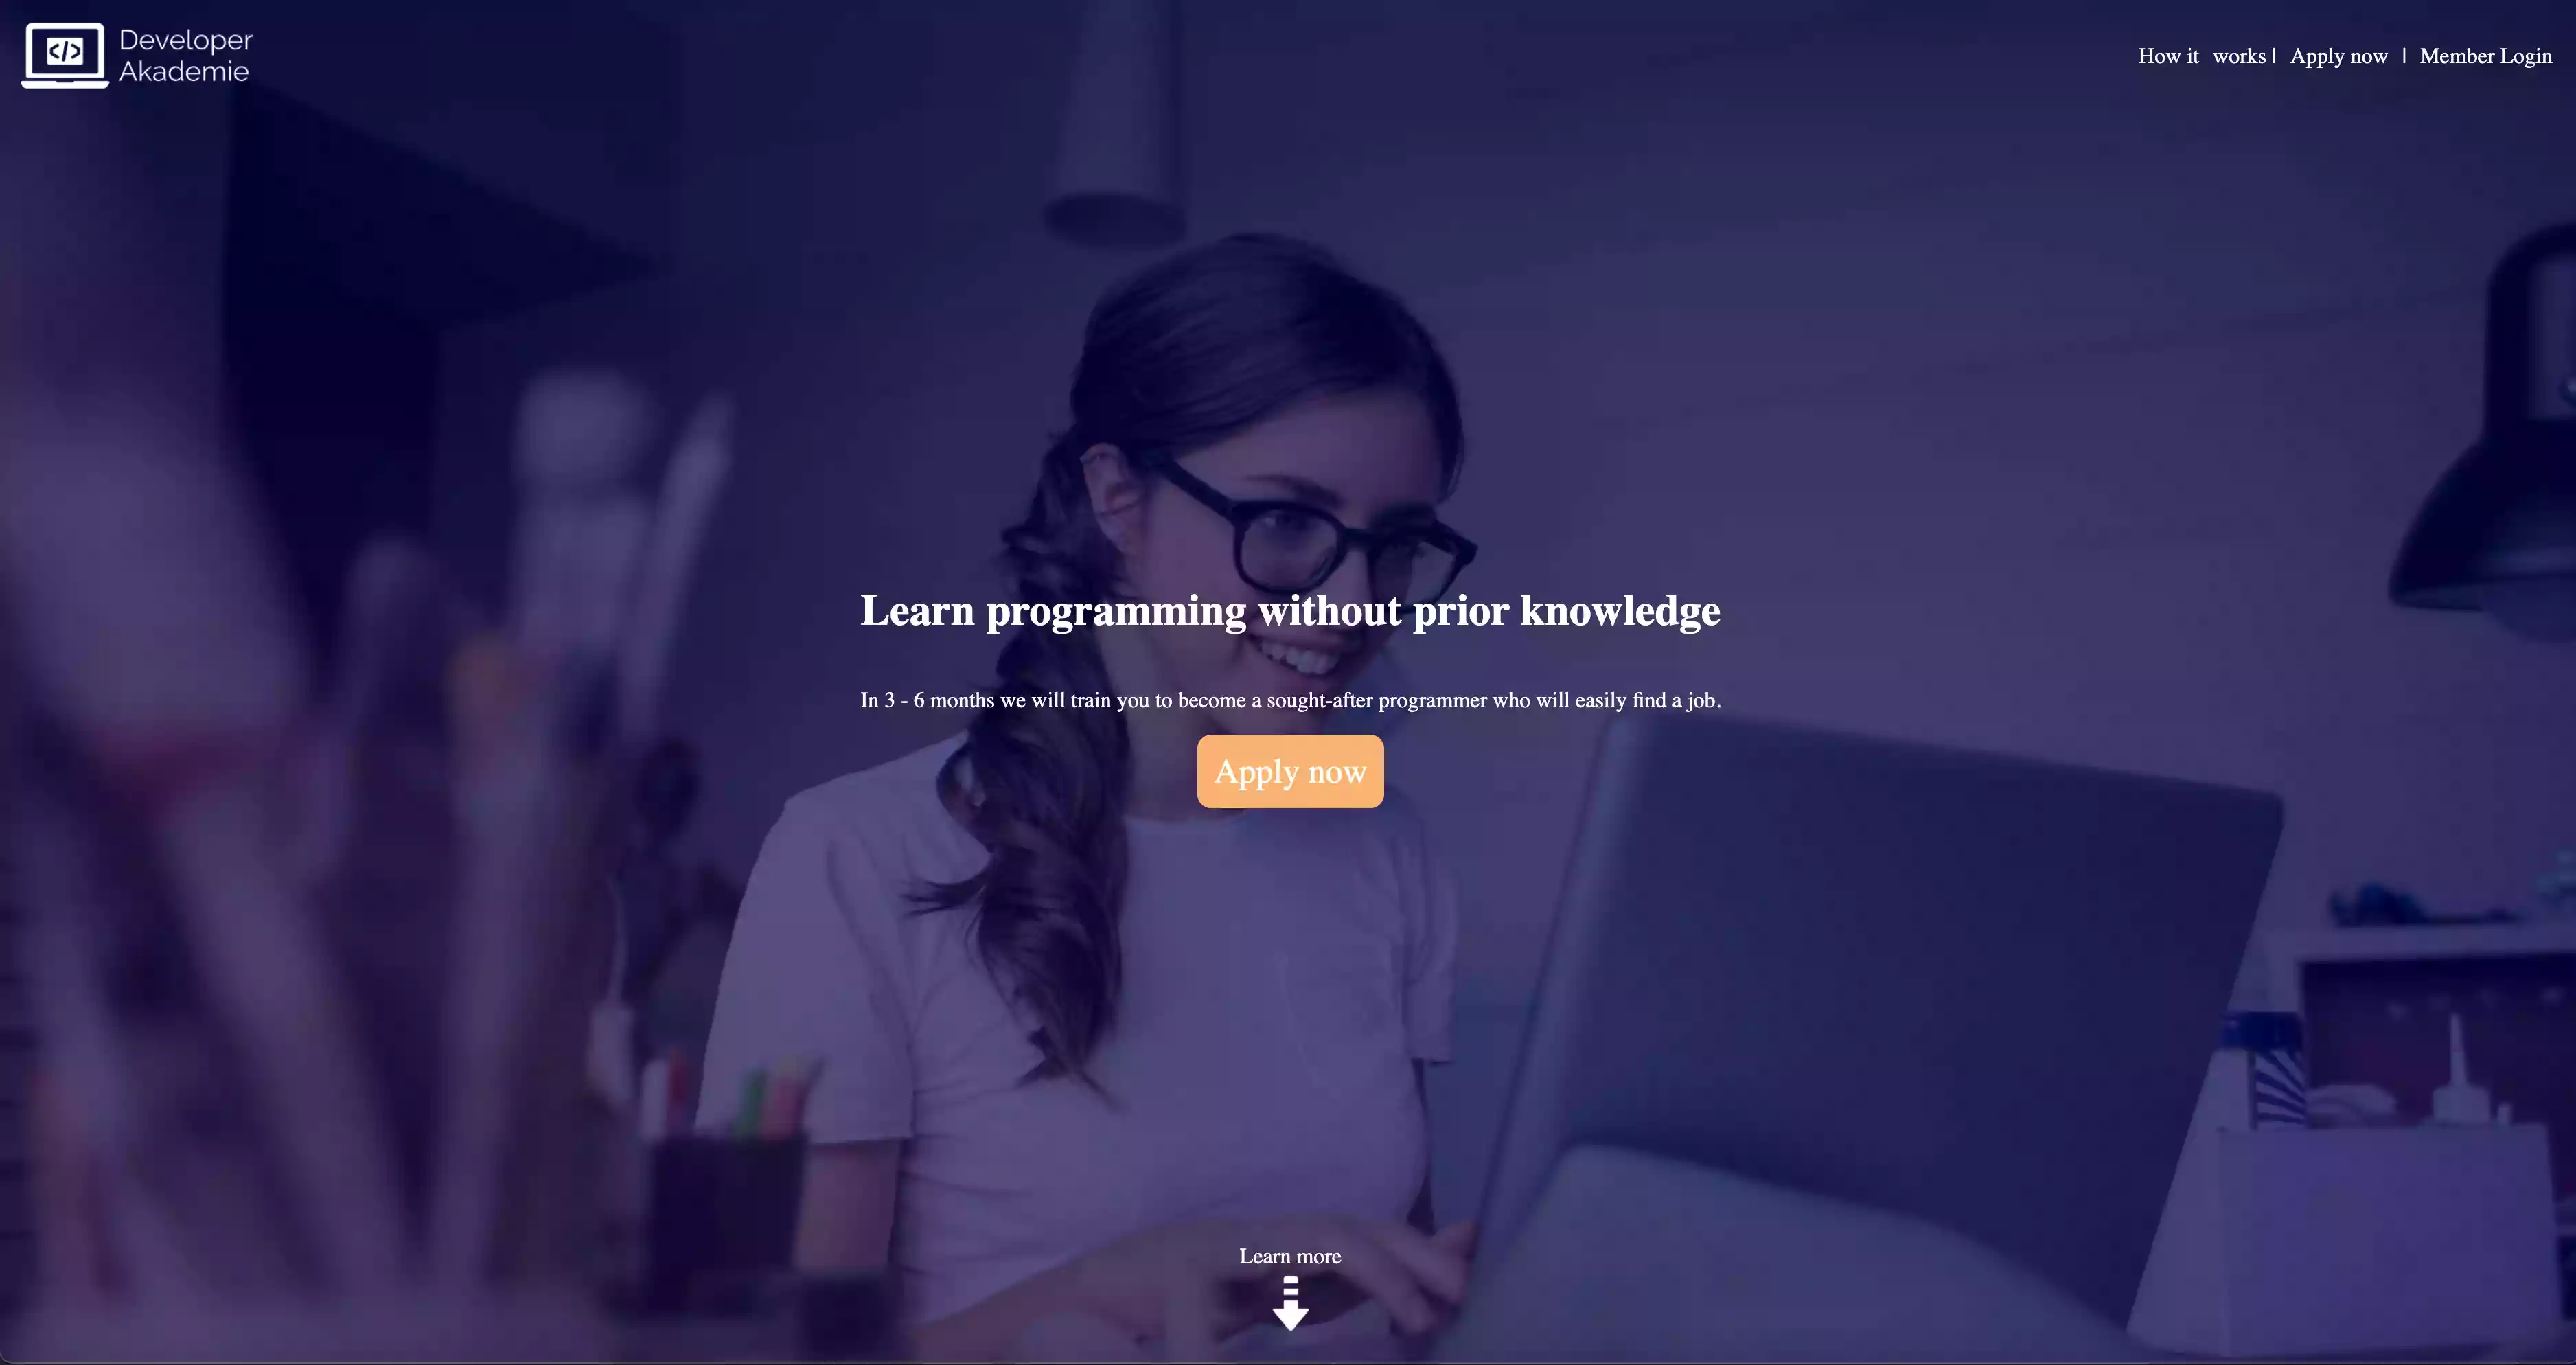 </> Developer
Akademie
How it works | Apply now | Member Login
Learn programming without prior knowledge
In 3 - 6 months we will train you to become a sought-after programmer who will easily find a job.
Apply now
Learn more